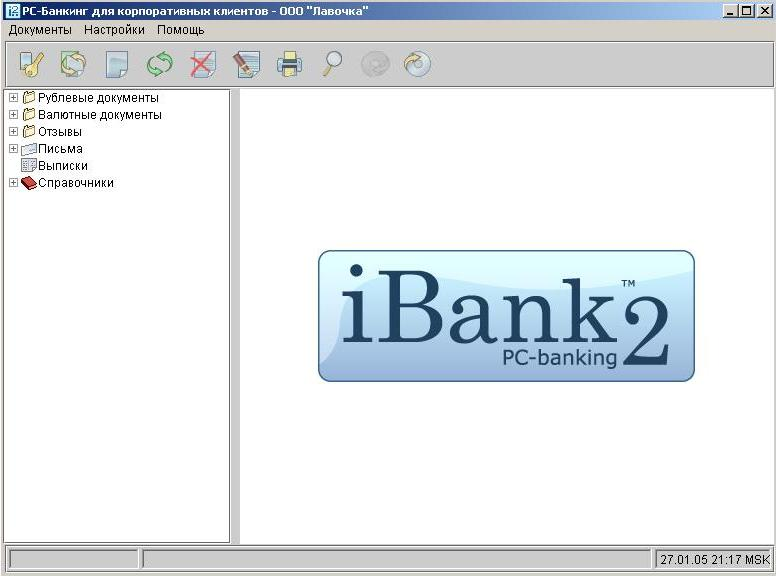 РС-Банкинг для корпоративных клиентов - ООО "Лавочка"
Документы Настройки Помощь
Рублевые документы
Валютные документы
Отзывы
Письма
Выписки
Справочники
iBank 2 ™
PC-banking
27.01.05 21:17 MSK